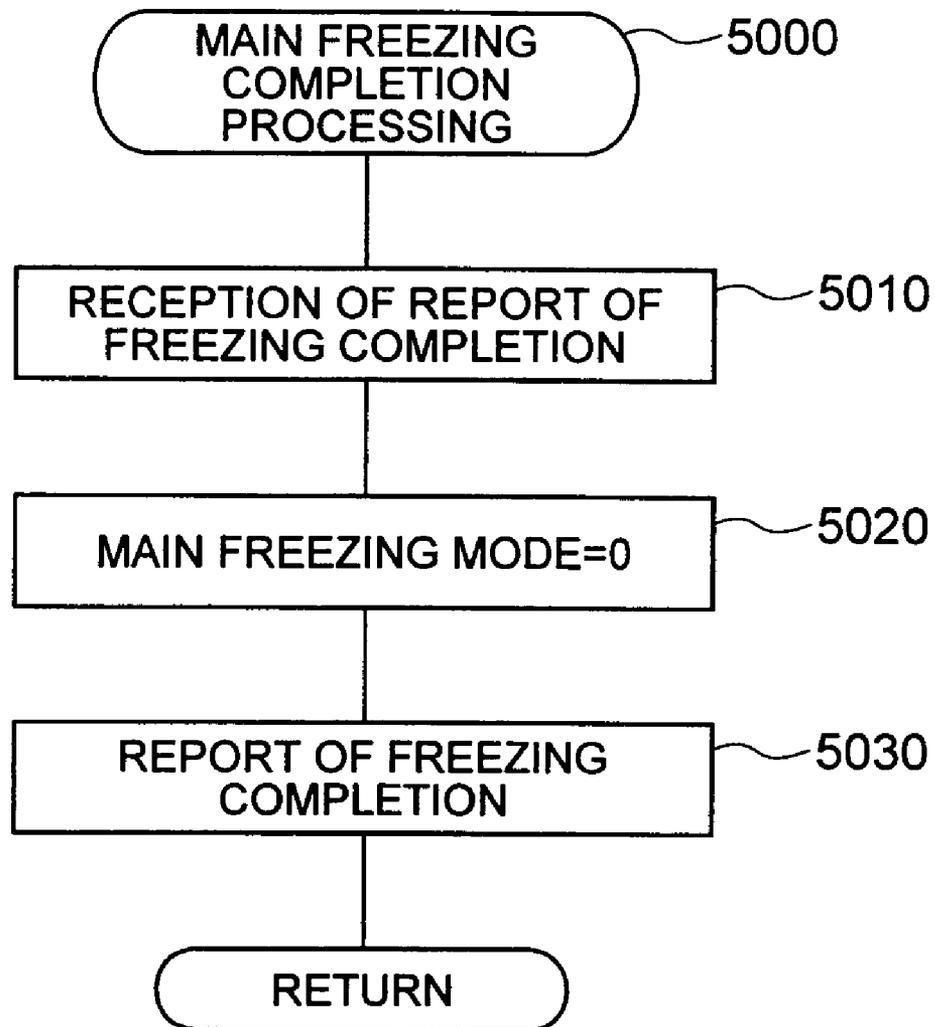 MAIN FREEZING
COMPLETION
PROCESSING
5000
RECEPTION OF REPORT OF
FREEZING COMPLETION
5010
MAIN FREEZING MODE=0
5020
REPORT OF FREEZING
COMPLETION
5030
RETURN